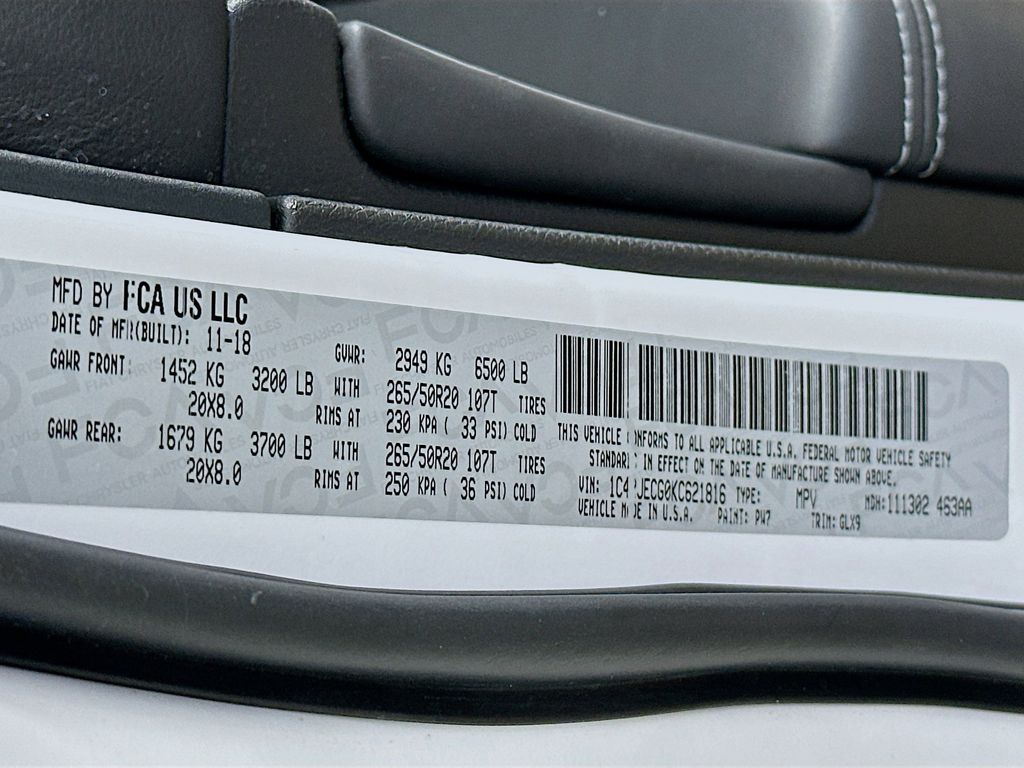 MFD BY FCA US LLC
DATE OF MFR(BUILT): 11-18 GVWR: 2949 KG 6500 LB
GAWR FRONT: 1452 KG 3200 LB WITH 265/50R20 107T TIRES
20X8.0 RIMS AT 230 KPA ( 33 PSI) COLD
GAWR REAR: 1679 KG 3700 LB WITH 265/50R20 107T TIRES
20X8.0 RIMS AT 250 KPA ( 36 PSI) COLD
THIS VEHICLE CONFORMS TO ALL APPLICABLE U.S.A. FEDERAL MOTOR VEHICLE SAFETY
STANDARDS IN EFFECT ON THE DATE OF MANUFACTURE SHOWN ABOVE.
VIN: 1C4 JECG0KC621816 TYPE: MPV MDH:111302 463AA
VEHICLE MADE IN U.S.A. PAINT: PW7 TRIM: GLX9